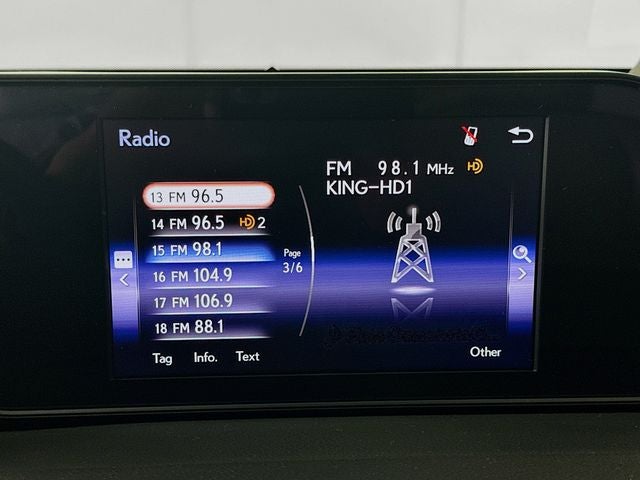 Radio
FM 98.1 MHz HD
KING-HD1
13 FM 96.5
14 FM 96.5 HD 2
15 FM 98.1
16 FM 104.9
17 FM 106.9
18 FM 88.1
Page
3/6
Tag Info. Text
Other